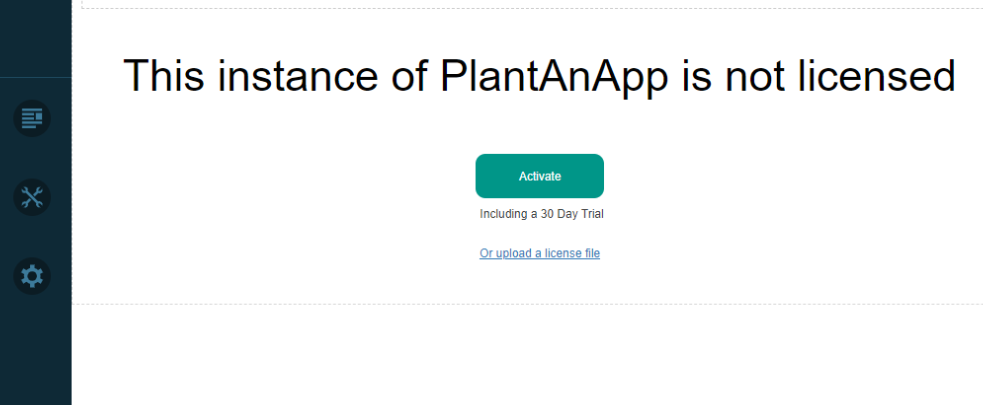 This instance of PlantAnApp is not licensed
Activate
Including a 30 Day Trial
Or upload a license file